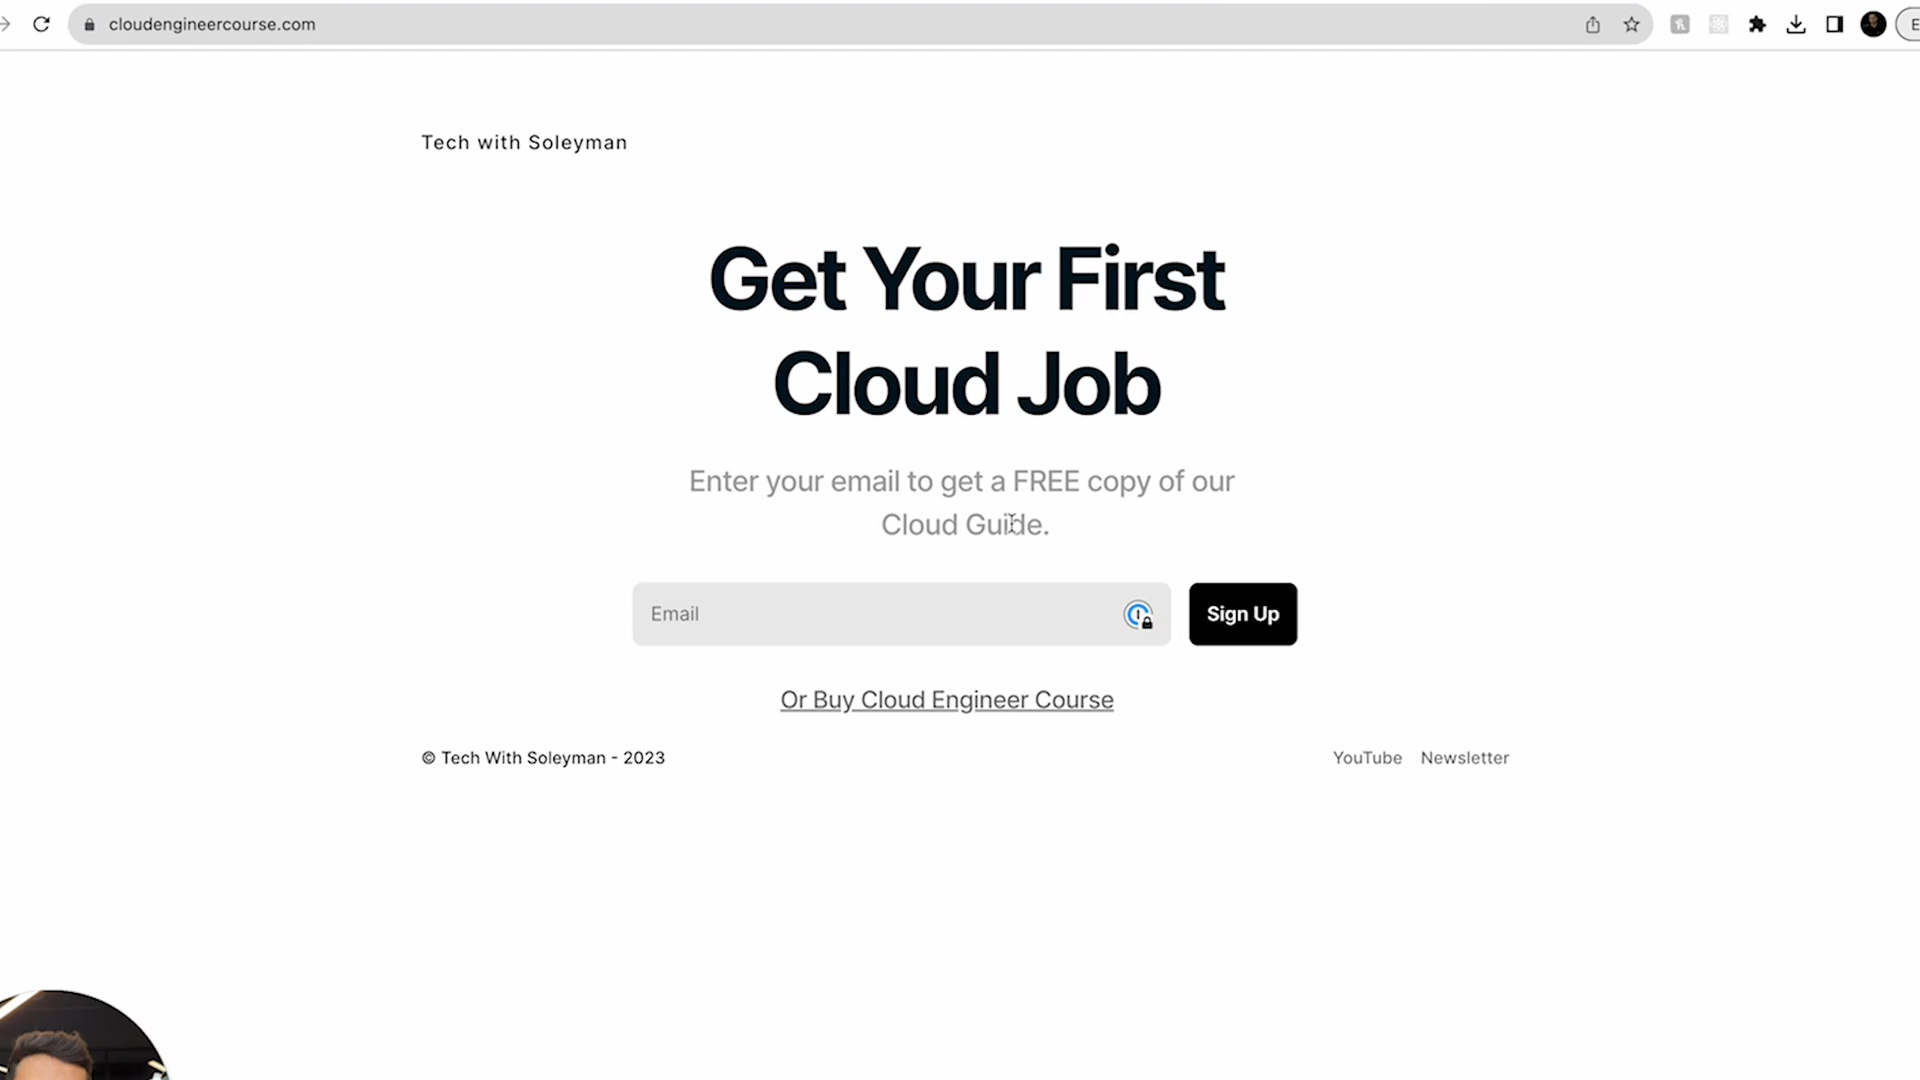 cloudengineercourse.com
E
Tech with Soleyman
Get Your First
Cloud Job
Enter your email to get a FREE copy of our
Cloud Guide.
Email
Sign Up
Or Buy Cloud Engineer Course
© Tech With Soleyman - 2023
YouTube Newsletter